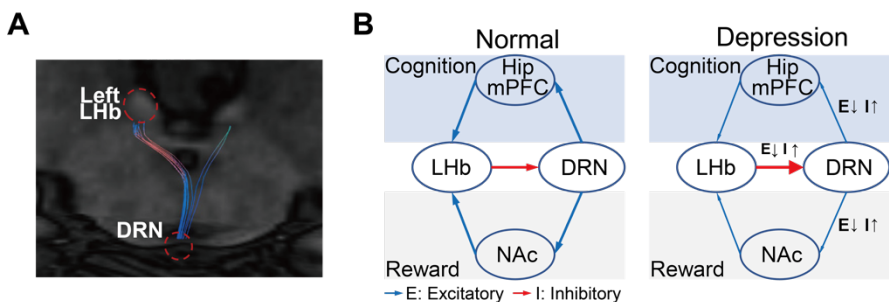 A
Left
LHb
DRN
B
Normal
Cognition
Hip
mPFC
LHb
DRN
NAc
Reward
E: Excitatory
I: Inhibitory
Depression
Cognition
Hip
mPFC
E↓ I↑
E↓ I↑
LHb
DRN
E↓ I↑
NAc
Reward